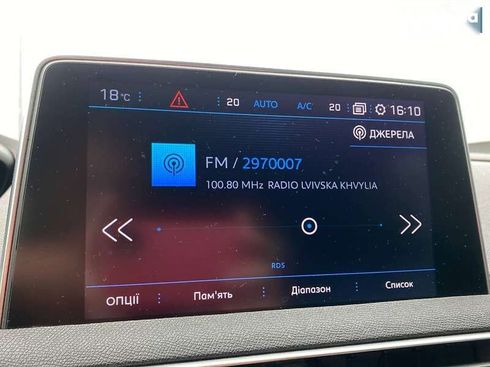 18°C 20 AUTO A/C 20 16:10
ДЖЕРЕЛА
FM / 2970007
100.80 MHz RADIO LVIVSKA KHVYLIA
RDS
ОПЦІЇ Пам'ять Діапазон Список